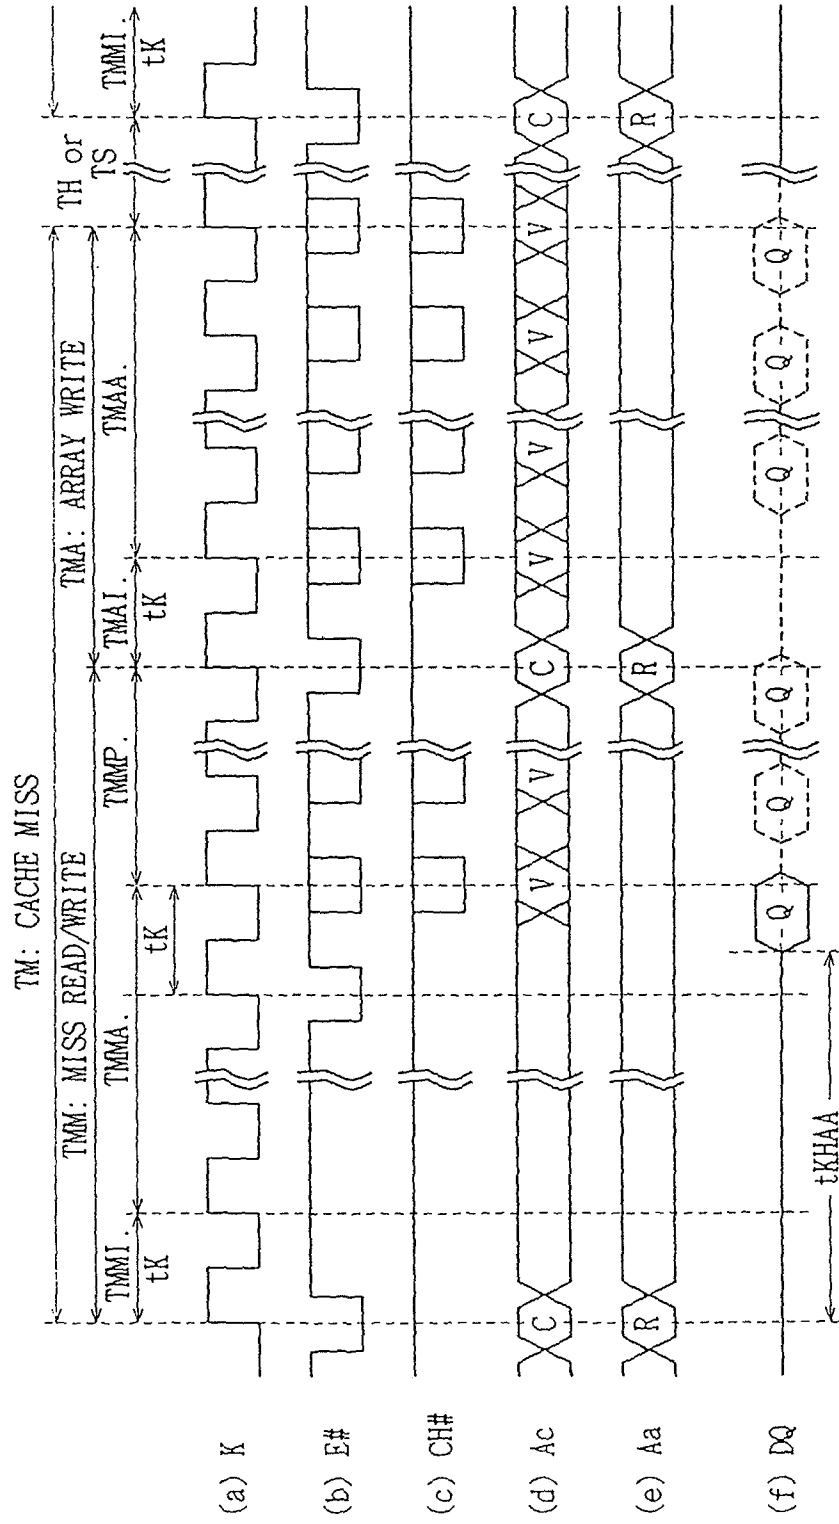 TM: CACHE MISS
TMM: MISS READ/WRITE
TMA: ARRAY WRITE
TH or
TS
TMMI.
tK
TMMA.
tK
TMMP.
TMAI.
tK
TMAA.
TMMI.
tK
(a) K
(b) E#
(c) CH#
(d) Ac
C
V
V
C
V
V
V
V
C
(e) Aa
R
R
R
(f) DQ
Q
Q
Q
Q
Q
Q
tKHAA